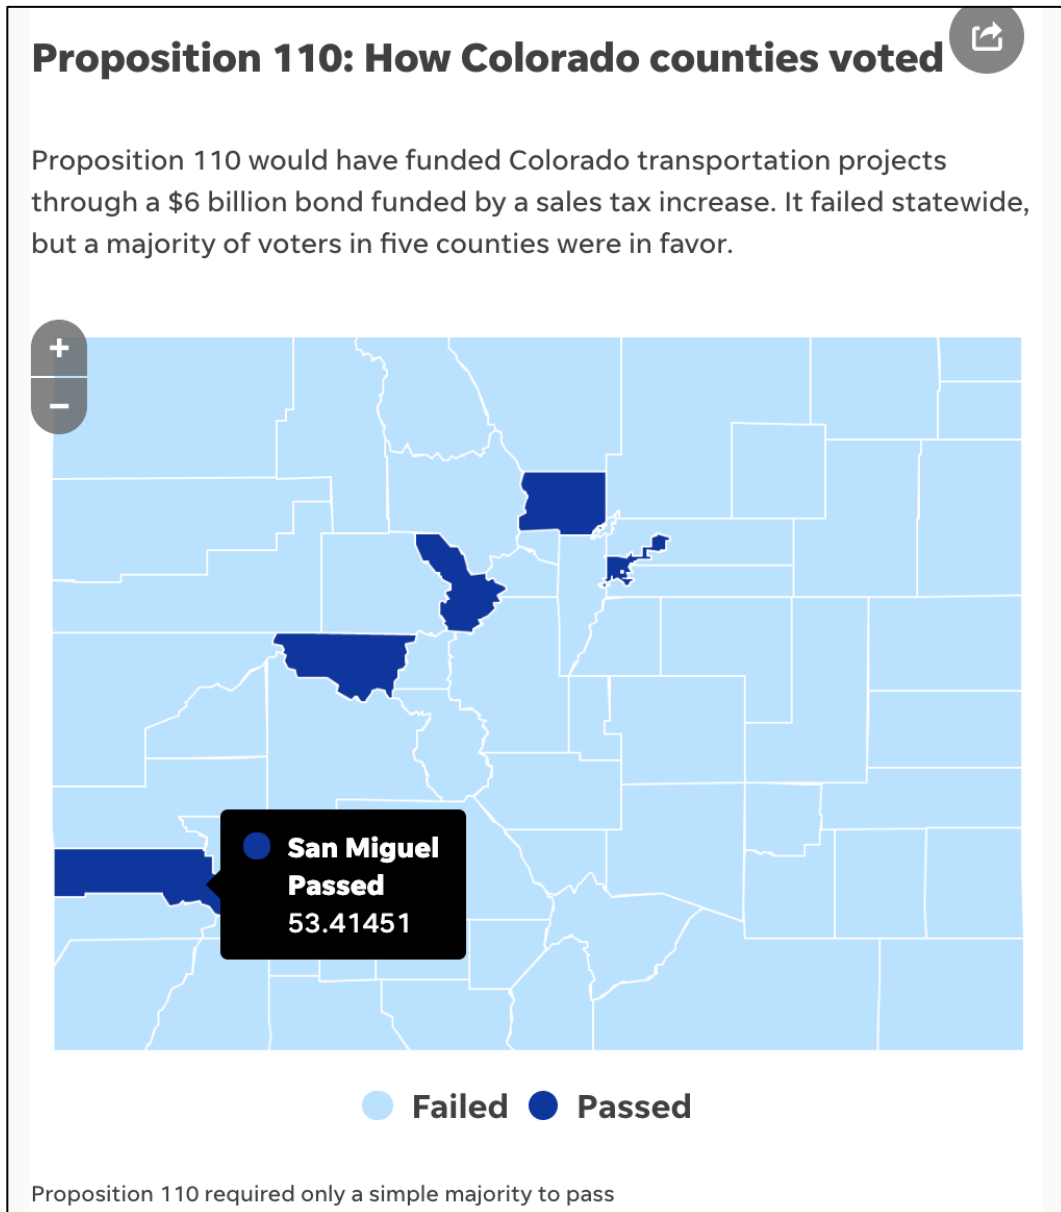 Proposition 110: How Colorado counties voted
Proposition 110 would have funded Colorado transportation projects
through a $6 billion bond funded by a sales tax increase. It failed statewide,
but a majority of voters in five counties were in favor.
+
−
San Miguel
Passed
53.41451
Failed Passed
Proposition 110 required only a simple majority to pass